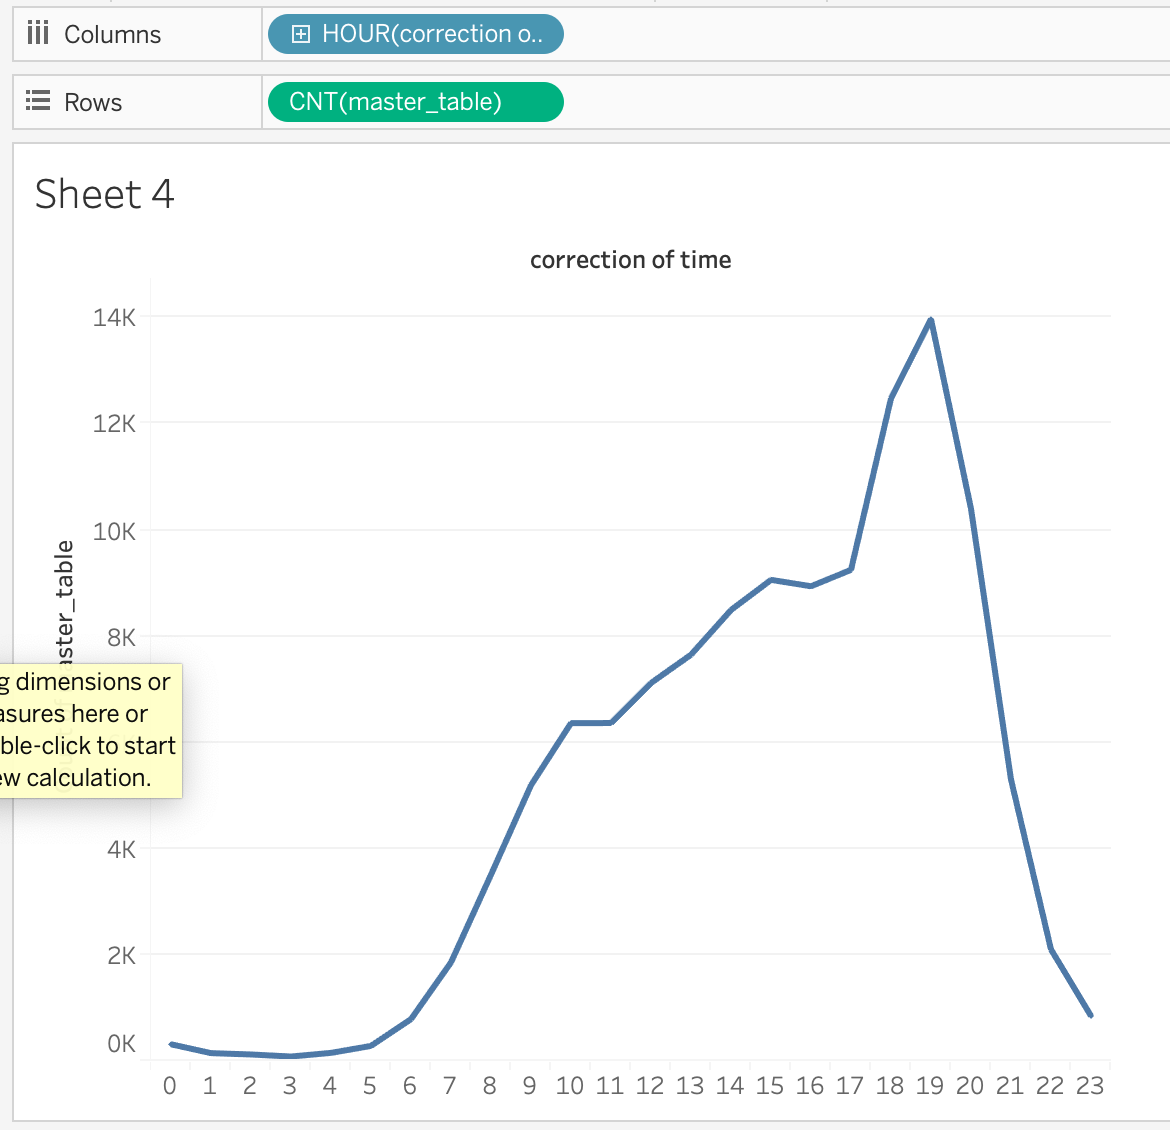 Columns
HOUR(correction o..
Rows
CNT(master_table)
Sheet 4
correction of time
14K
12K
10K
8K
4K
2K
0K
aster_table
g dimensions or
asures here or
ble-click to start
ew calculation.
0 1 2 3 4 5 6 7 8 9 10 11 12 13 14 15 16 17 18 19 20 21 22 23